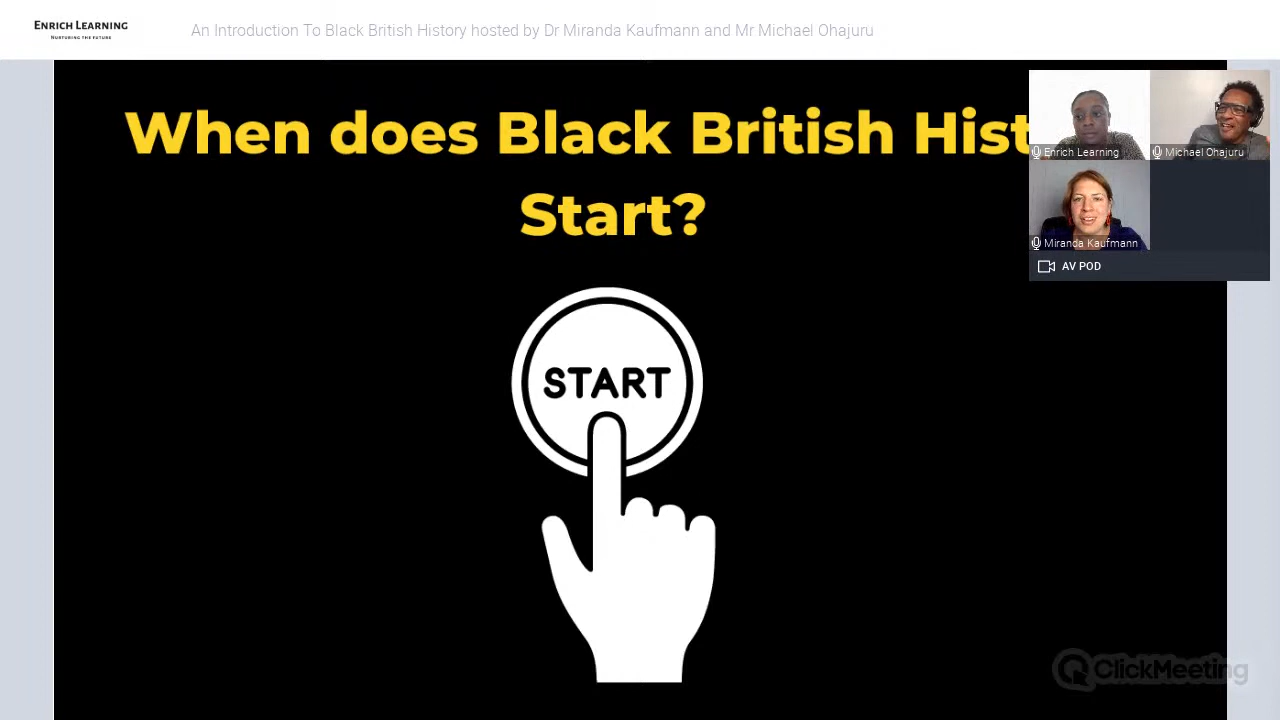 ENRICH LEARNING
NURTURING THE FUTURE
An Introduction To Black British History hosted by Dr Miranda Kaufmann and Mr Michael Ohajuru
When does Black British Hist
Start?
START
Enrich Learning
Michael Ohajuru
Miranda Kaufmann
AV POD
ClickMeeting